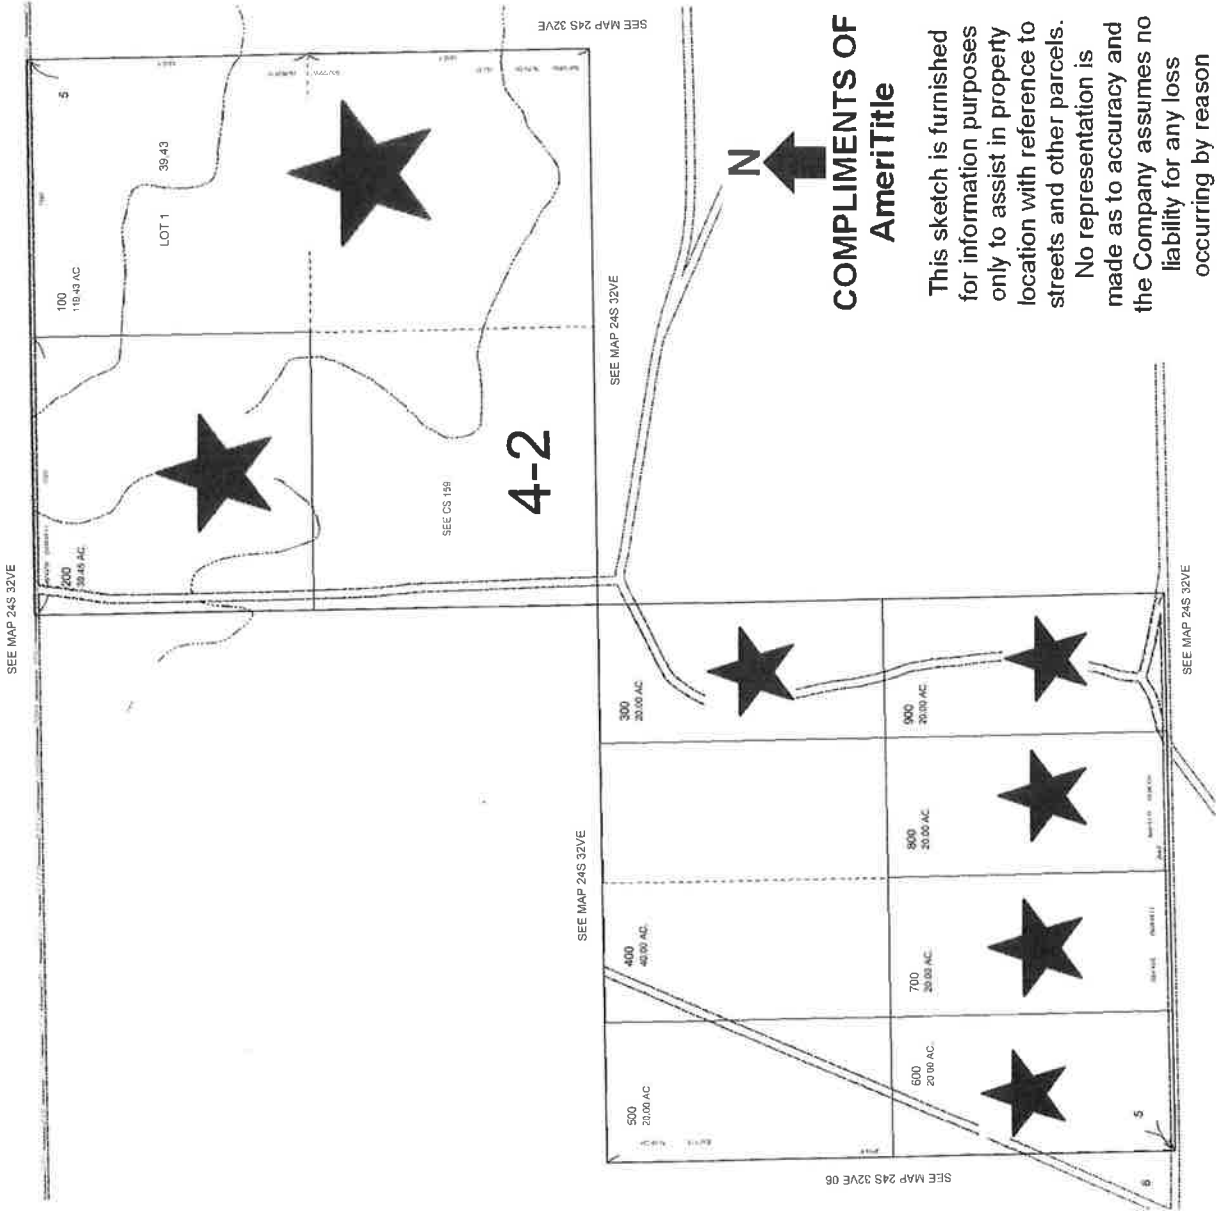 SEE MAP 24S 32VE
SEE MAP 24S 32VE
5
100
119.43 AC
LOT 1
39.43
200
39.45 AC.
SEE CS 159
4-2
SEE MAP 24S 32VE
N
COMPLIMENTS OF
AmeriTitle
This sketch is furnished
for information purposes
only to assist in property
location with reference to
streets and other parcels.
No representation is
made as to accuracy and
the Company assumes no
liability for any loss
occurring by reason
SEE MAP 24S 32VE
300
20.00 AC.
400
40.00 AC.
500
20.00 AC
900
20.00 AC.
800
20.00 AC.
700
20.00 AC.
600
20.00 AC.
5
6
SEE MAP 24S 32VE 06
SEE MAP 24S 32VE